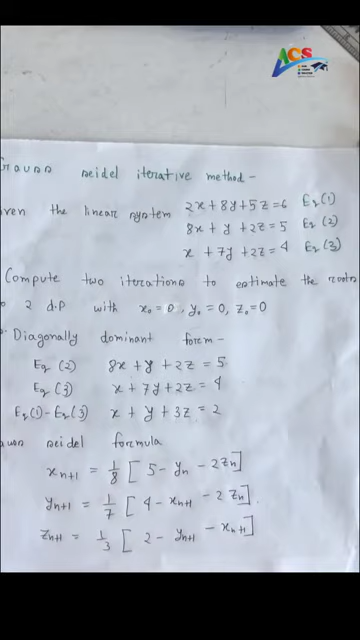 ACS
Gauss seidel iterative method -
iven the linear system 2x + 8y + 5z = 6 Eq (1)
8x + y + 2z = 5 Eq (2)
x + 7y + 2z = 4 Eq (3)
Compute two iterations to estimate the roots
o 2 d.p with x₀ = 0, y₀ = 0, z₀ = 0
Diagonally dominant form -
Eq (2) 8x + y + 2z = 5
Eq (3) x + 7y + 2z = 4
Eq (1) - Eq (3) x + y + 3z = 2
auss seidel formula
xₙ₊₁ = 1/8 [ 5 - yₙ - 2zₙ]
yₙ₊₁ = 1/7 [ 4 - xₙ₊₁ - 2zₙ].
zₙ₊₁ = 1/3 [ 2 - yₙ₊₁ - xₙ₊₁]